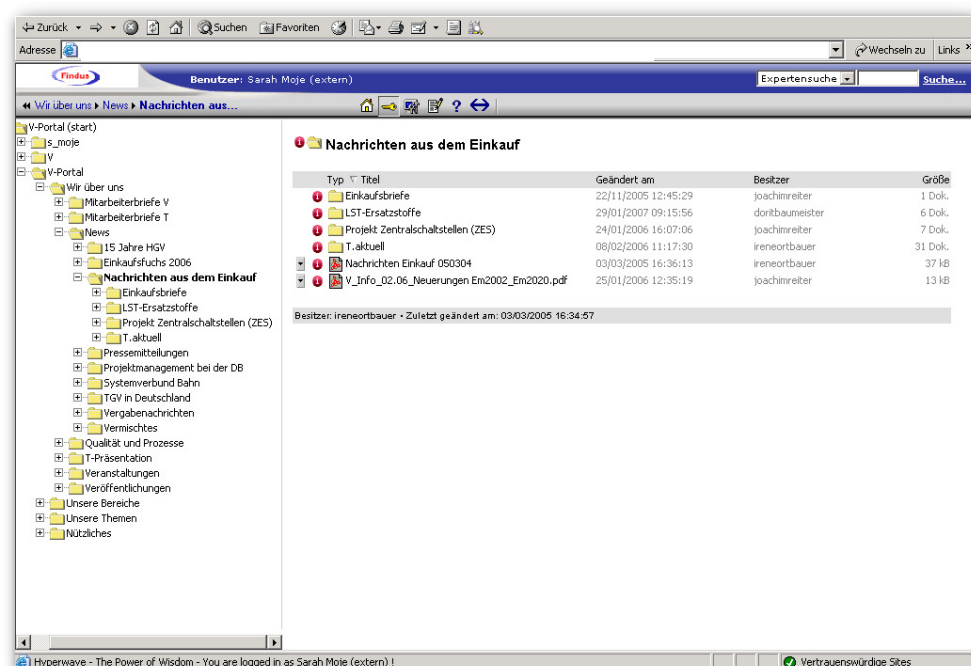 Zurück Suchen Favoriten
Adresse Wechseln zu Links »
Findus Benutzer: Sarah Moje (extern) Expertensuche Suche...
Wir über uns News Nachrichten aus... ?
V-Portal (start)
s_moje
V
V-Portal
Wir über uns
Mitarbeiterbriefe V
Mitarbeiterbriefe T
News
15 Jahre HGV
Einkaufsfuchs 2006
Nachrichten aus dem Einkauf
Einkaufsbriefe
LST-Ersatzstoffe
Projekt Zentralschaltstellen (ZES)
T.aktuell
Pressemitteilungen
Projektmanagement bei der DB
Systemverbund Bahn
TGV in Deutschland
Vergabenachrichten
Vermischtes
Qualität und Prozesse
T-Präsentation
Veranstaltungen
Veröffentlichungen
Unsere Bereiche
Unsere Themen
Nützliches
Nachrichten aus dem Einkauf
Typ Titel Geändert am Besitzer Größe
Einkaufsbriefe 22/11/2005 12:45:29 joachimreiter 1 Dok.
LST-Ersatzstoffe 29/01/2007 09:15:56 doritbaumeister 6 Dok.
Projekt Zentralschaltstellen (ZES) 24/01/2006 16:07:06 joachimreiter 7 Dok.
T.aktuell 08/02/2006 11:17:30 ireneortbauer 31 Dok.
Nachrichten Einkauf 050304 03/03/2005 16:36:13 ireneortbauer 37 kB
V_Info_02.06_Neuerungen Em2002_Em2020.pdf 25/01/2006 12:35:19 joachimreiter 13 kB
Besitzer: ireneortbauer • Zuletzt geändert am: 03/03/2005 16:34:57
Hyperwave - The Power of Wisdom - You are logged in as Sarah Moje (extern) ! Vertrauenswürdige Sites